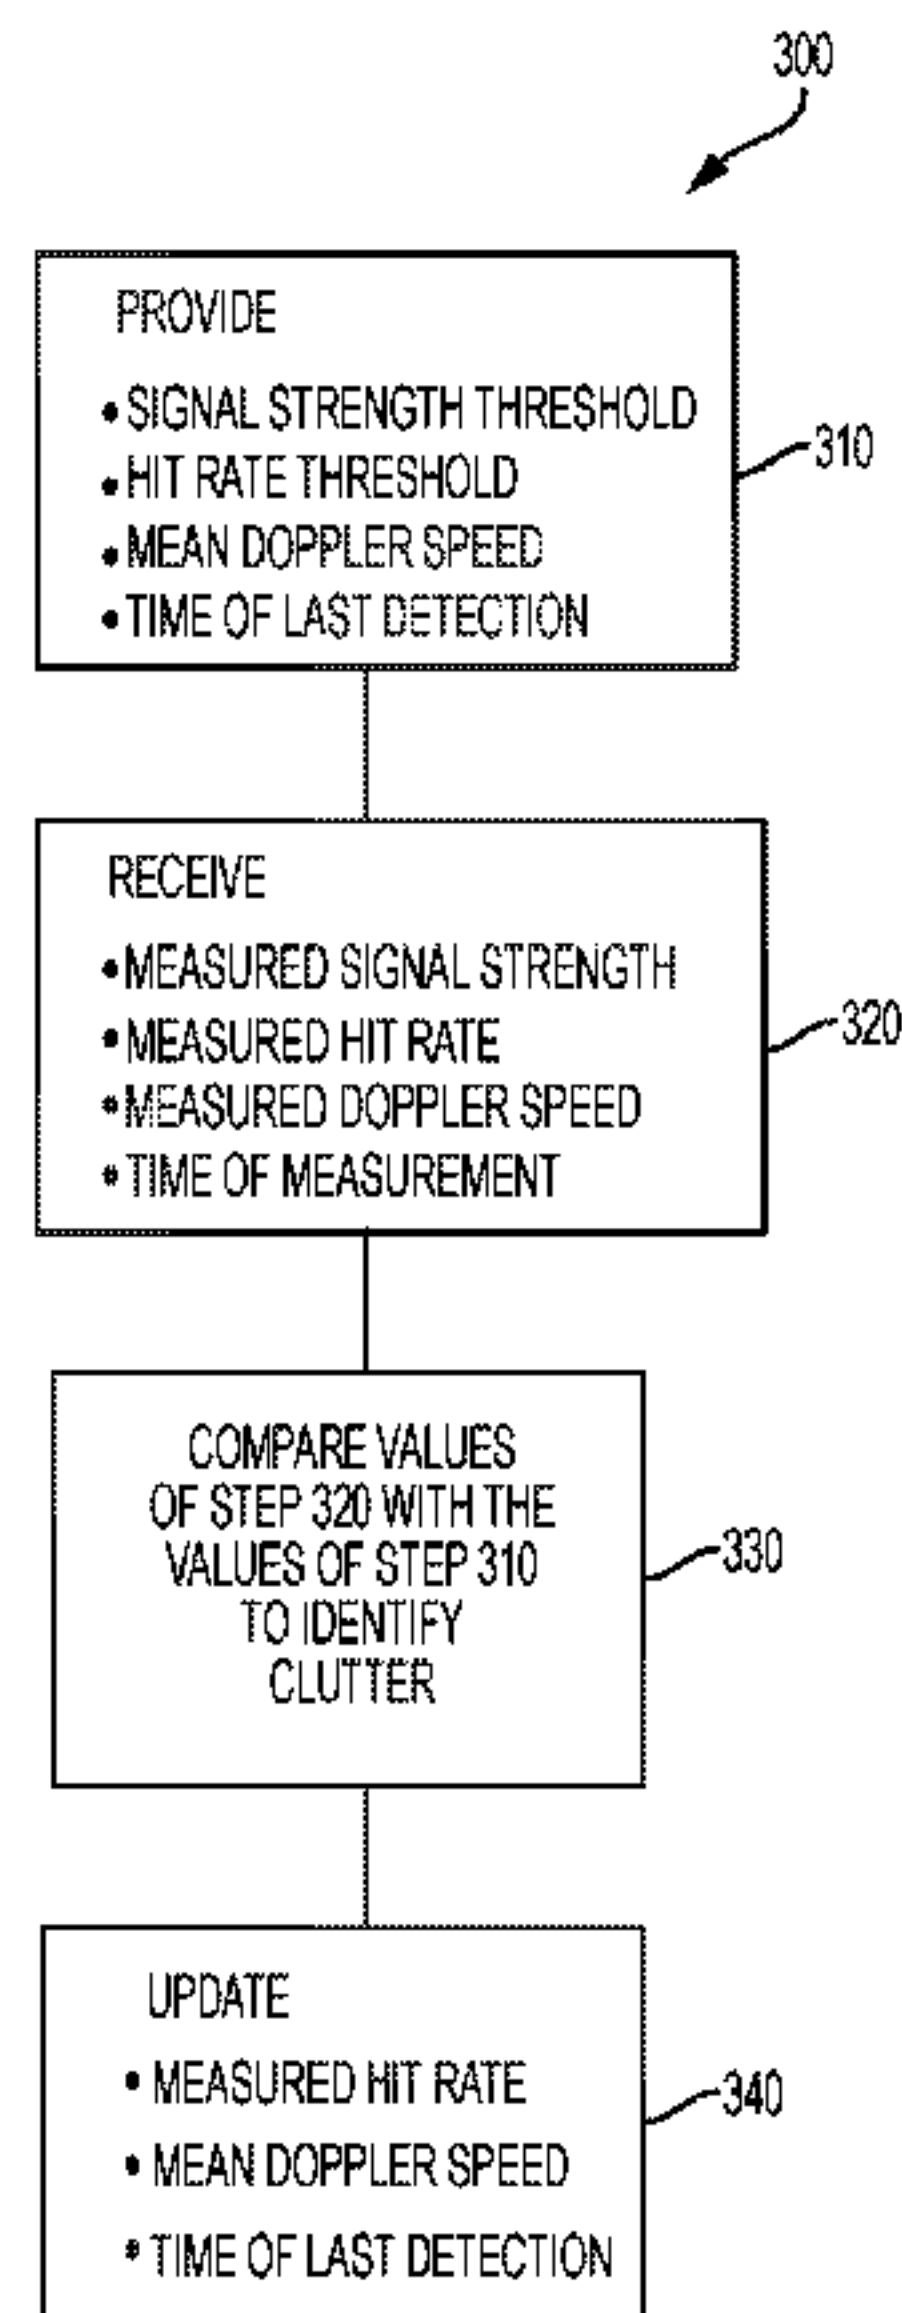 300
PROVIDE
• SIGNAL STRENGTH THRESHOLD
• HIT RATE THRESHOLD
• MEAN DOPPLER SPEED
• TIME OF LAST DETECTION
310
RECEIVE
• MEASURED SIGNAL STRENGTH
• MEASURED HIT RATE
• MEASURED DOPPLER SPEED
• TIME OF MEASUREMENT
320
COMPARE VALUES
OF STEP 320 WITH THE
VALUES OF STEP 310
TO IDENTIFY
CLUTTER
330
UPDATE
• MEASURED HIT RATE
• MEAN DOPPLER SPEED
• TIME OF LAST DETECTION
340